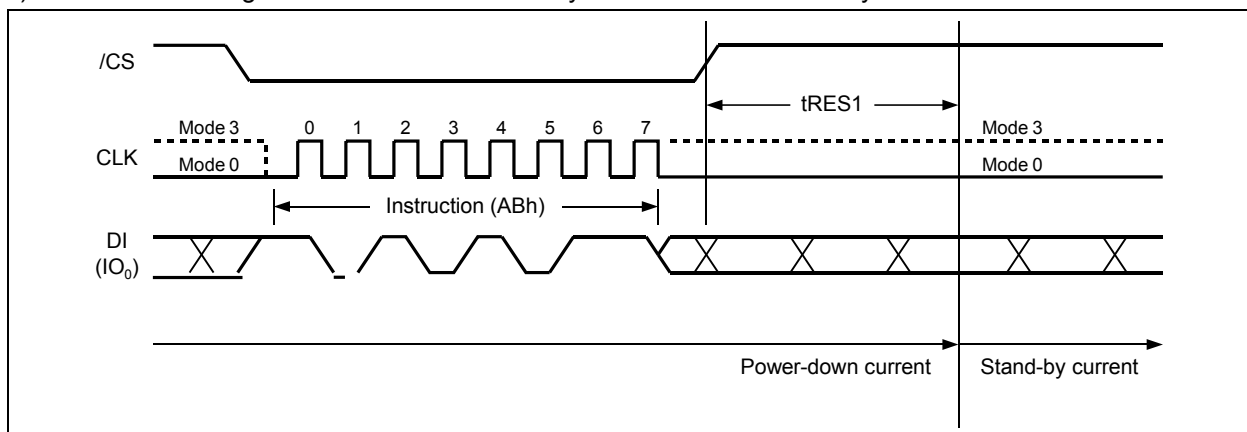 /CS
tRES1
Mode 3 0 1 2 3 4 5 6 7 Mode 3
CLK
Mode 0 Mode 0
Instruction (ABh)
DI
(IO₀)
Power-down current Stand-by current